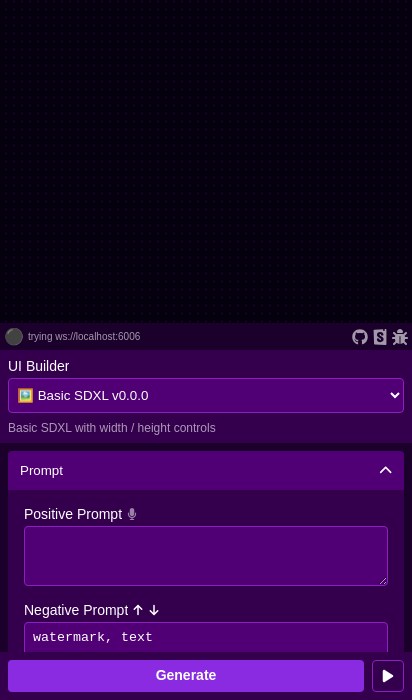 trying ws://localhost:6006
UI Builder
🖼️ Basic SDXL v0.0.0
Basic SDXL with width / height controls
Prompt
Positive Prompt
Negative Prompt
watermark, text
Generate